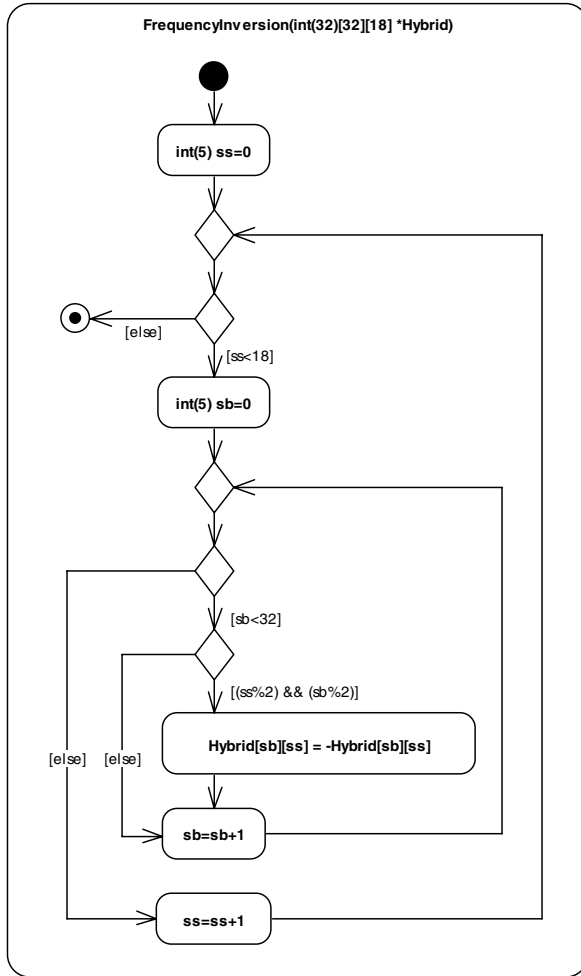 FrequencyInversion(int(32)[32][18] *Hybrid)
int(5) ss=0
[else]
[ss<18]
int(5) sb=0
[sb<32]
[(ss%2) && (sb%2)]
Hybrid[sb][ss] = -Hybrid[sb][ss]
[else]
[else]
sb=sb+1
ss=ss+1